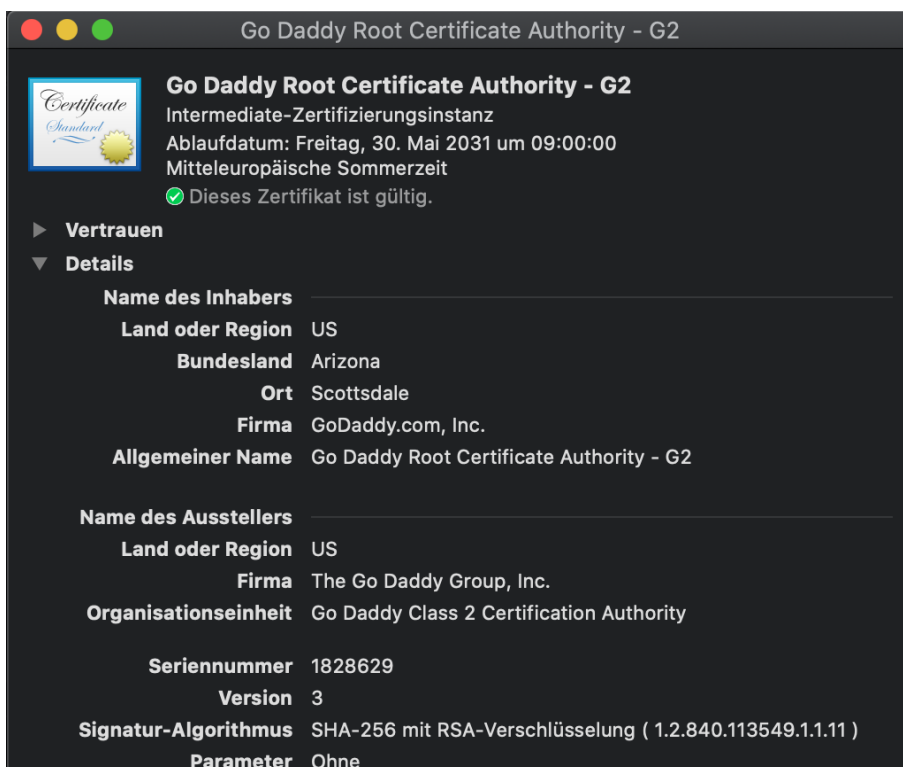 Go Daddy Root Certificate Authority - G2
Certificate
Standard
Go Daddy Root Certificate Authority - G2
Intermediate-Zertifizierungsinstanz
Ablaufdatum: Freitag, 30. Mai 2031 um 09:00:00
Mitteleuropäische Sommerzeit
Dieses Zertifikat ist gültig.
Vertrauen
Details
Name des Inhabers
Land oder Region US
Bundesland Arizona
Ort Scottsdale
Firma GoDaddy.com, Inc.
Allgemeiner Name Go Daddy Root Certificate Authority - G2
Name des Ausstellers
Land oder Region US
Firma The Go Daddy Group, Inc.
Organisationseinheit Go Daddy Class 2 Certification Authority
Seriennummer 1828629
Version 3
Signatur-Algorithmus SHA-256 mit RSA-Verschlüsselung ( 1.2.840.113549.1.1.11 )
Parameter Ohne